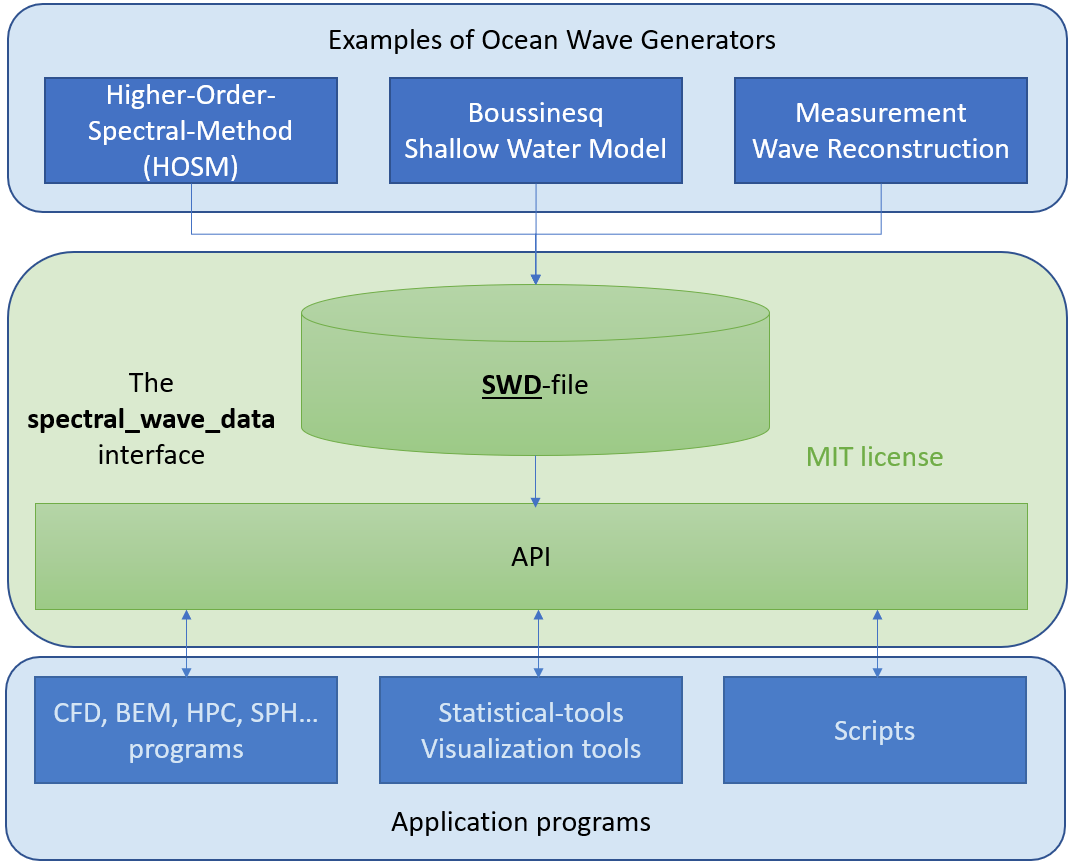 Examples of Ocean Wave Generators
Higher-Order-
Spectral-Method
(HOSM)
Boussinesq
Shallow Water Model
Measurement
Wave Reconstruction
The
spectral_wave_data
interface
SWD-file
MIT license
API
CFD, BEM, HPC, SPH...
programs
Statistical-tools
Visualization tools
Scripts
Application programs